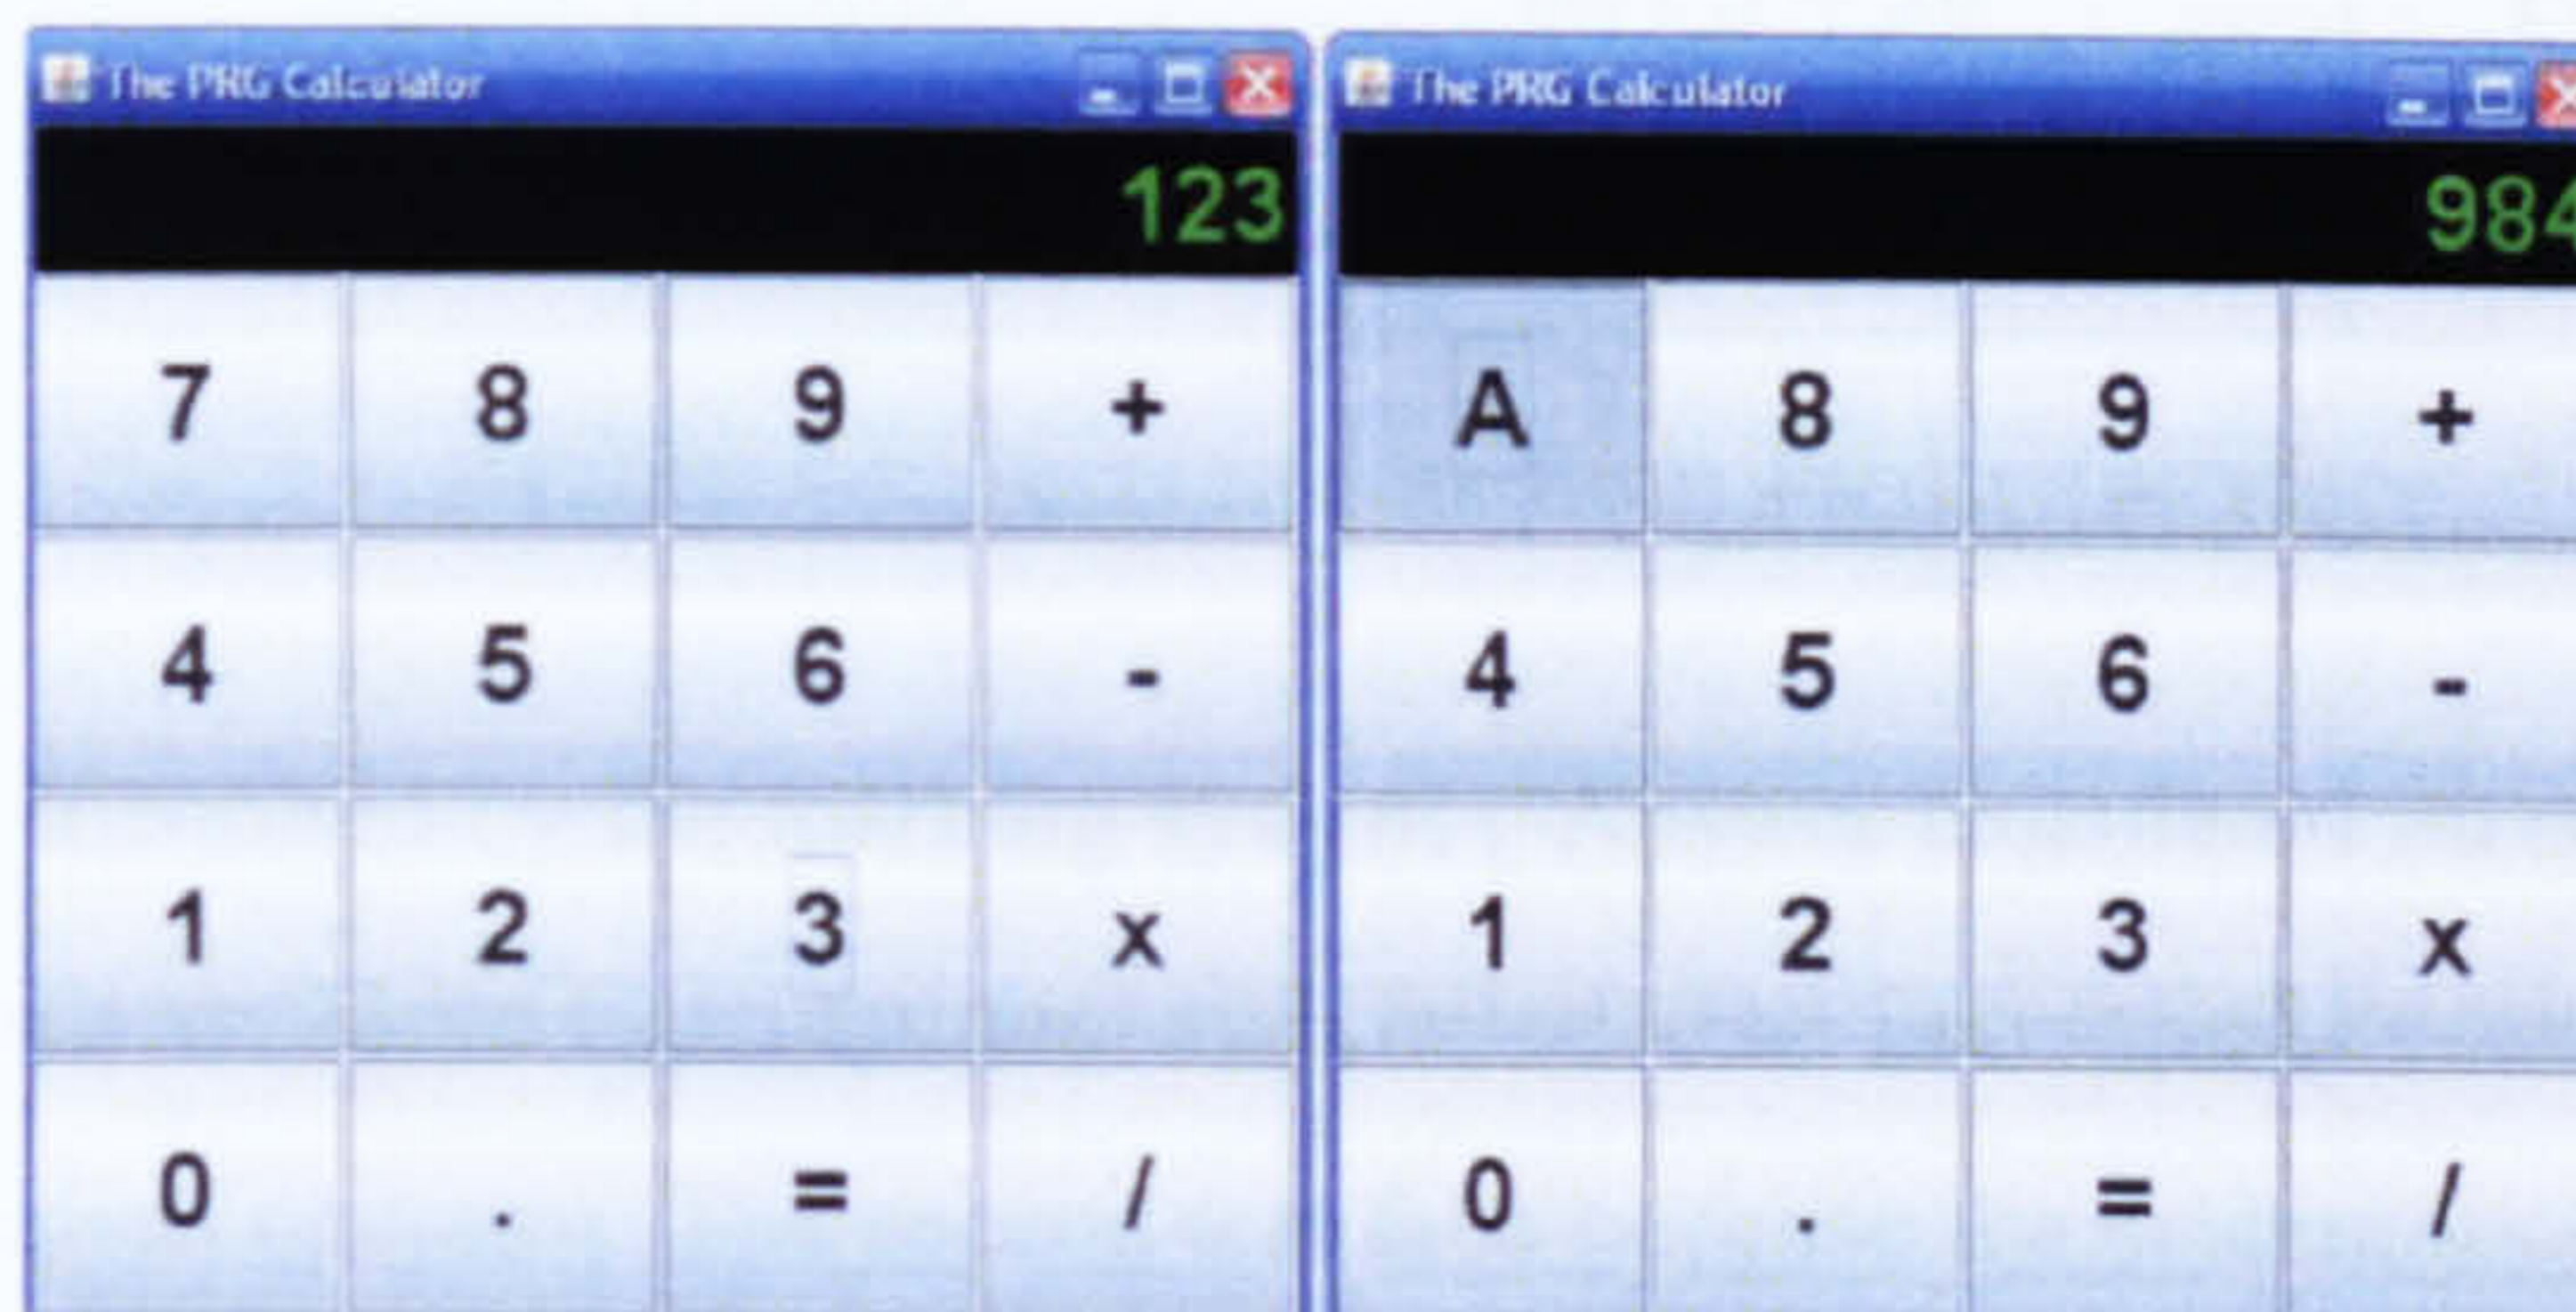 The PRG Calculator
123
7 8 9 +
4 5 6 -
1 2 3 x
0 . = /
The PRG Calculator
984
A 8 9 +
4 5 6 -
1 2 3 x
0 . = /